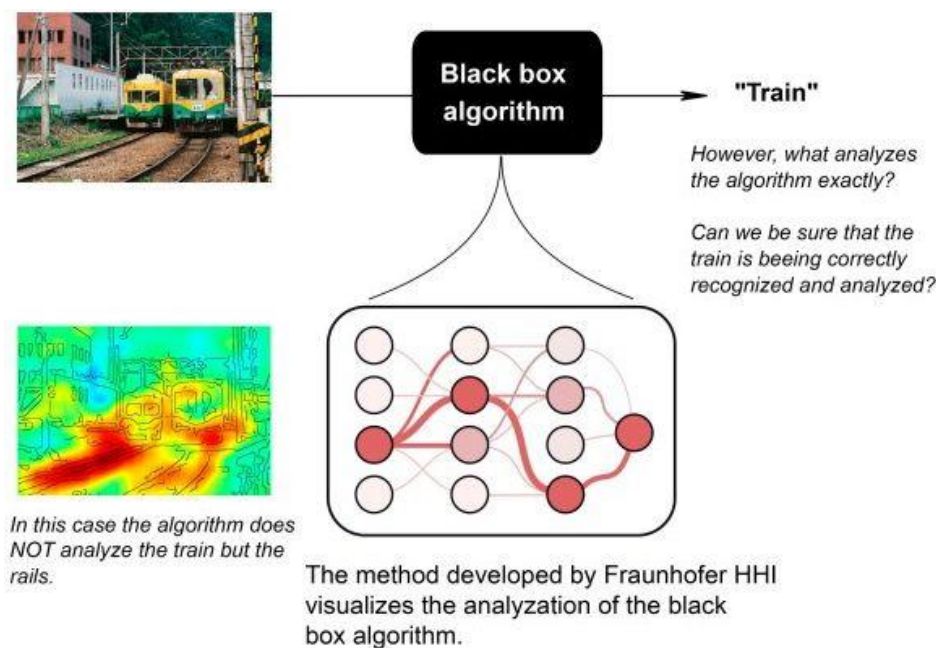 Black box
algorithm
"Train"
However, what analyzes
the algorithm exactly?
Can we be sure that the
train is beeing correctly
recognized and analyzed?
In this case the algorithm does
NOT analyze the train but the
rails.
The method developed by Fraunhofer HHI
visualizes the analyzation of the black
box algorithm.